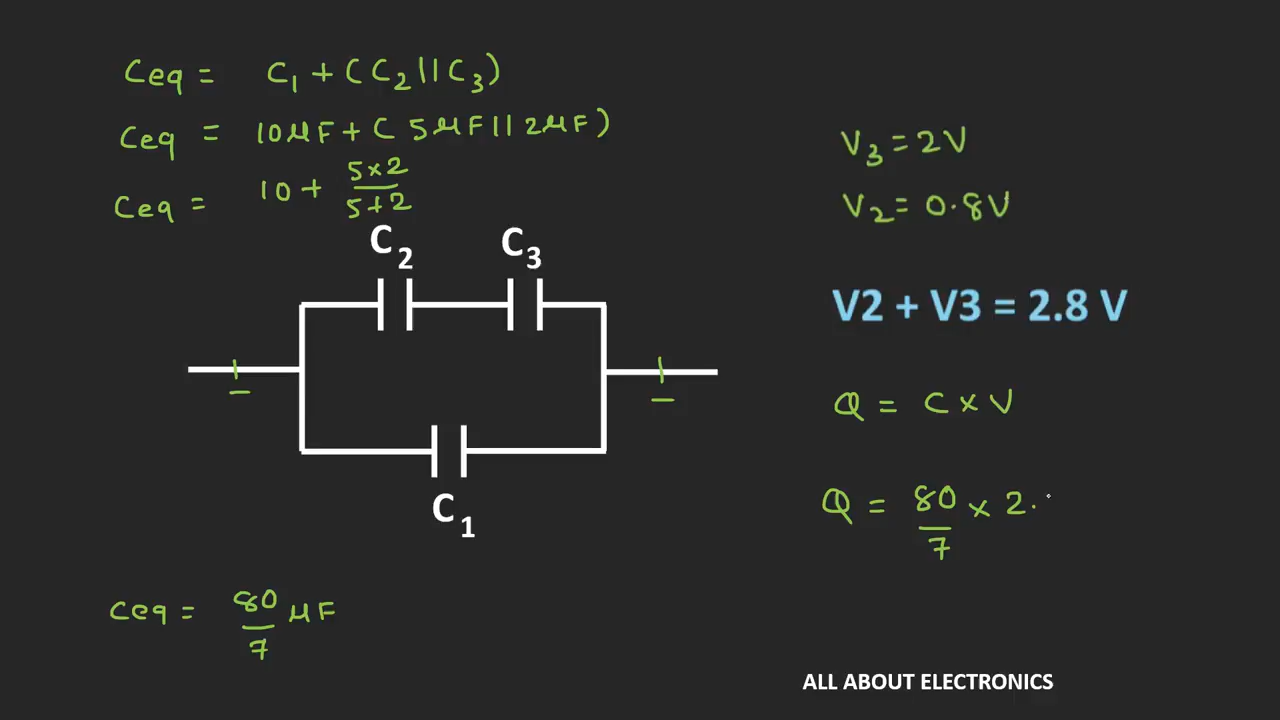 Ceq = C1 + (C2||C3)
Ceq = 10μF + ( 5μF || 2μF )
Ceq = 10 + 5×2 / 5+2
C2 C3
C1
Ceq = 80/7 μF
V3 = 2V
V2 = 0.8V
V2 + V3 = 2.8 V
Q = C × V
Q = 80/7 × 2.
ALL ABOUT ELECTRONICS